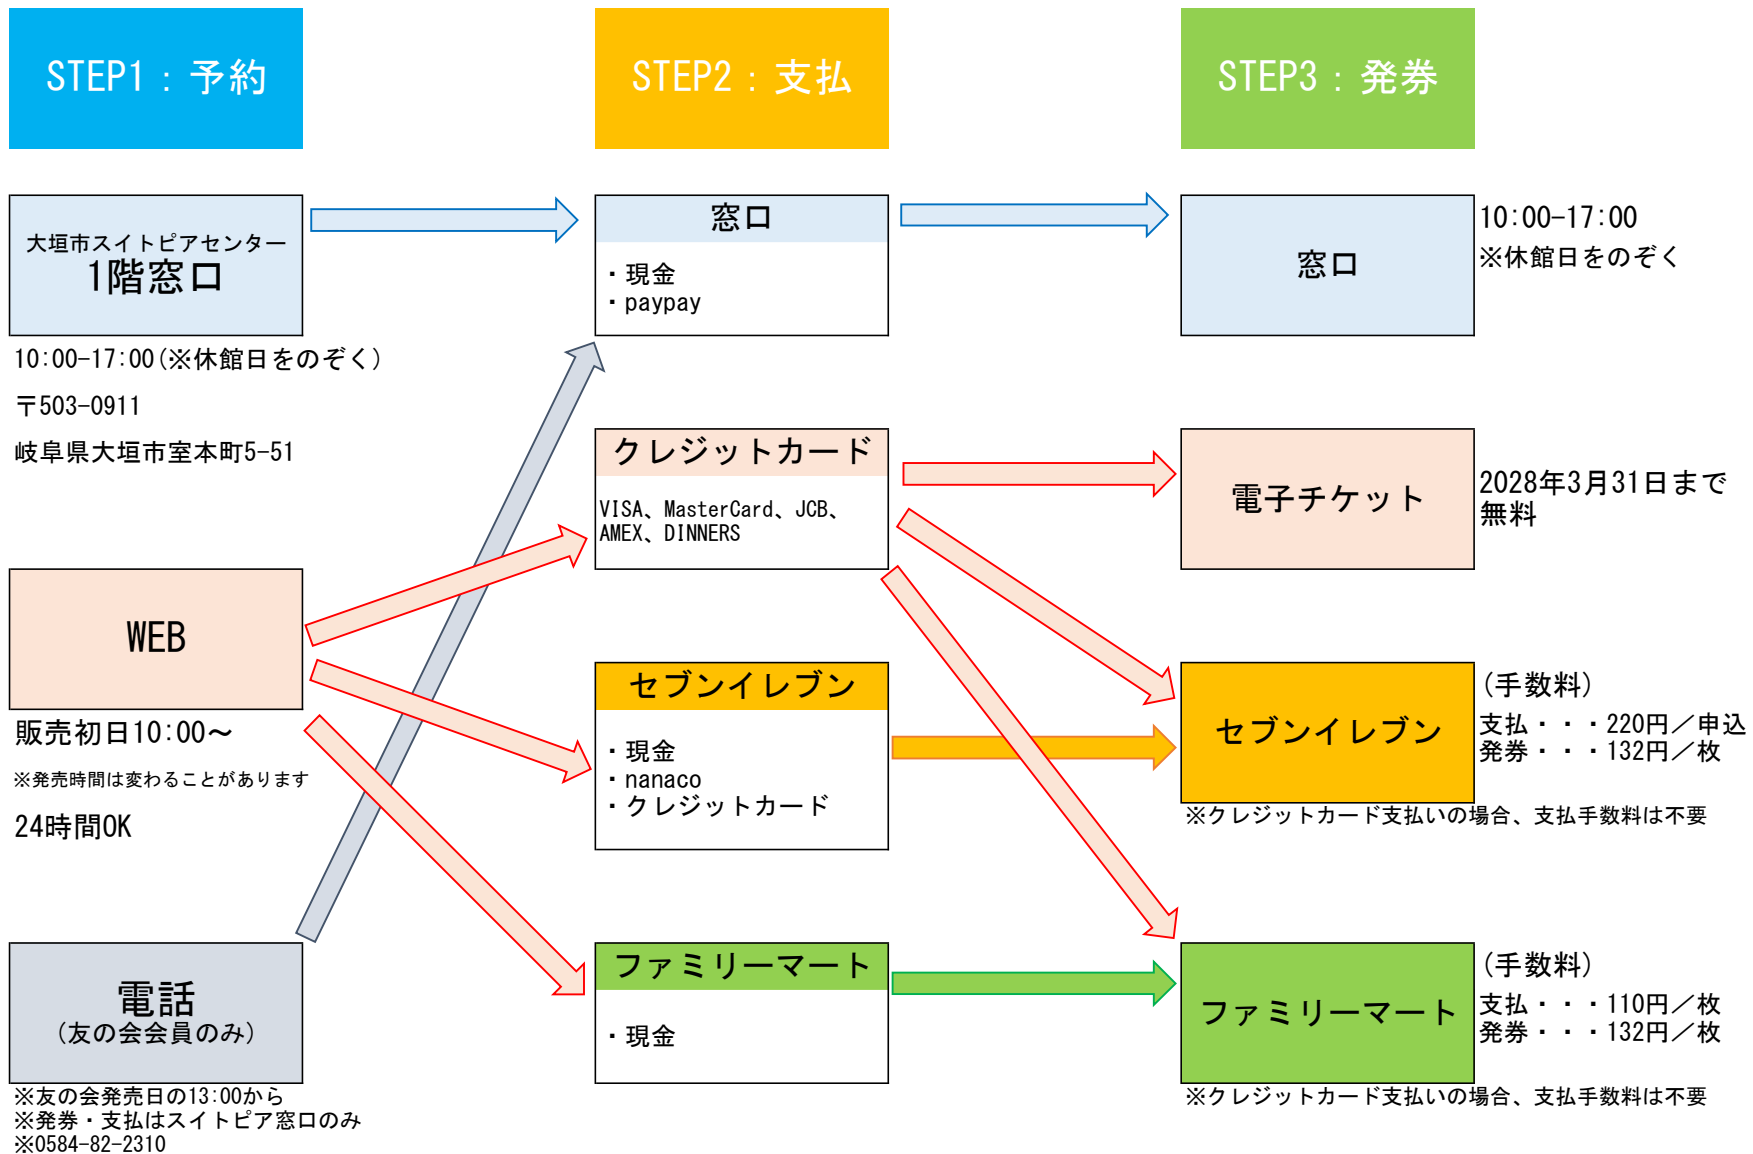 STEP1：予約
STEP2：支払
STEP3：発券
大垣市スイトピアセンター
1階窓口
10:00-17:00(※休館日をのぞく)
〒503-0911
岐阜県大垣市室本町5-51
窓口
・現金
・paypay
窓口
10:00-17:00
※休館日をのぞく
クレジットカード
VISA、MasterCard、JCB、
AMEX、DINNERS
電子チケット
2028年3月31日まで
無料
WEB
販売初日10:00～
※発売時間は変わることがあります
24時間OK
セブンイレブン
・現金
・nanaco
・クレジットカード
セブンイレブン
(手数料)
支払・・・220円／申込
発券・・・132円／枚
※クレジットカード支払いの場合、支払手数料は不要
電話
(友の会会員のみ)
※友の会発売日の13:00から
※発券・支払はスイトピア窓口のみ
※0584-82-2310
ファミリーマート
・現金
ファミリーマート
(手数料)
支払・・・110円／枚
発券・・・132円／枚
※クレジットカード支払いの場合、支払手数料は不要